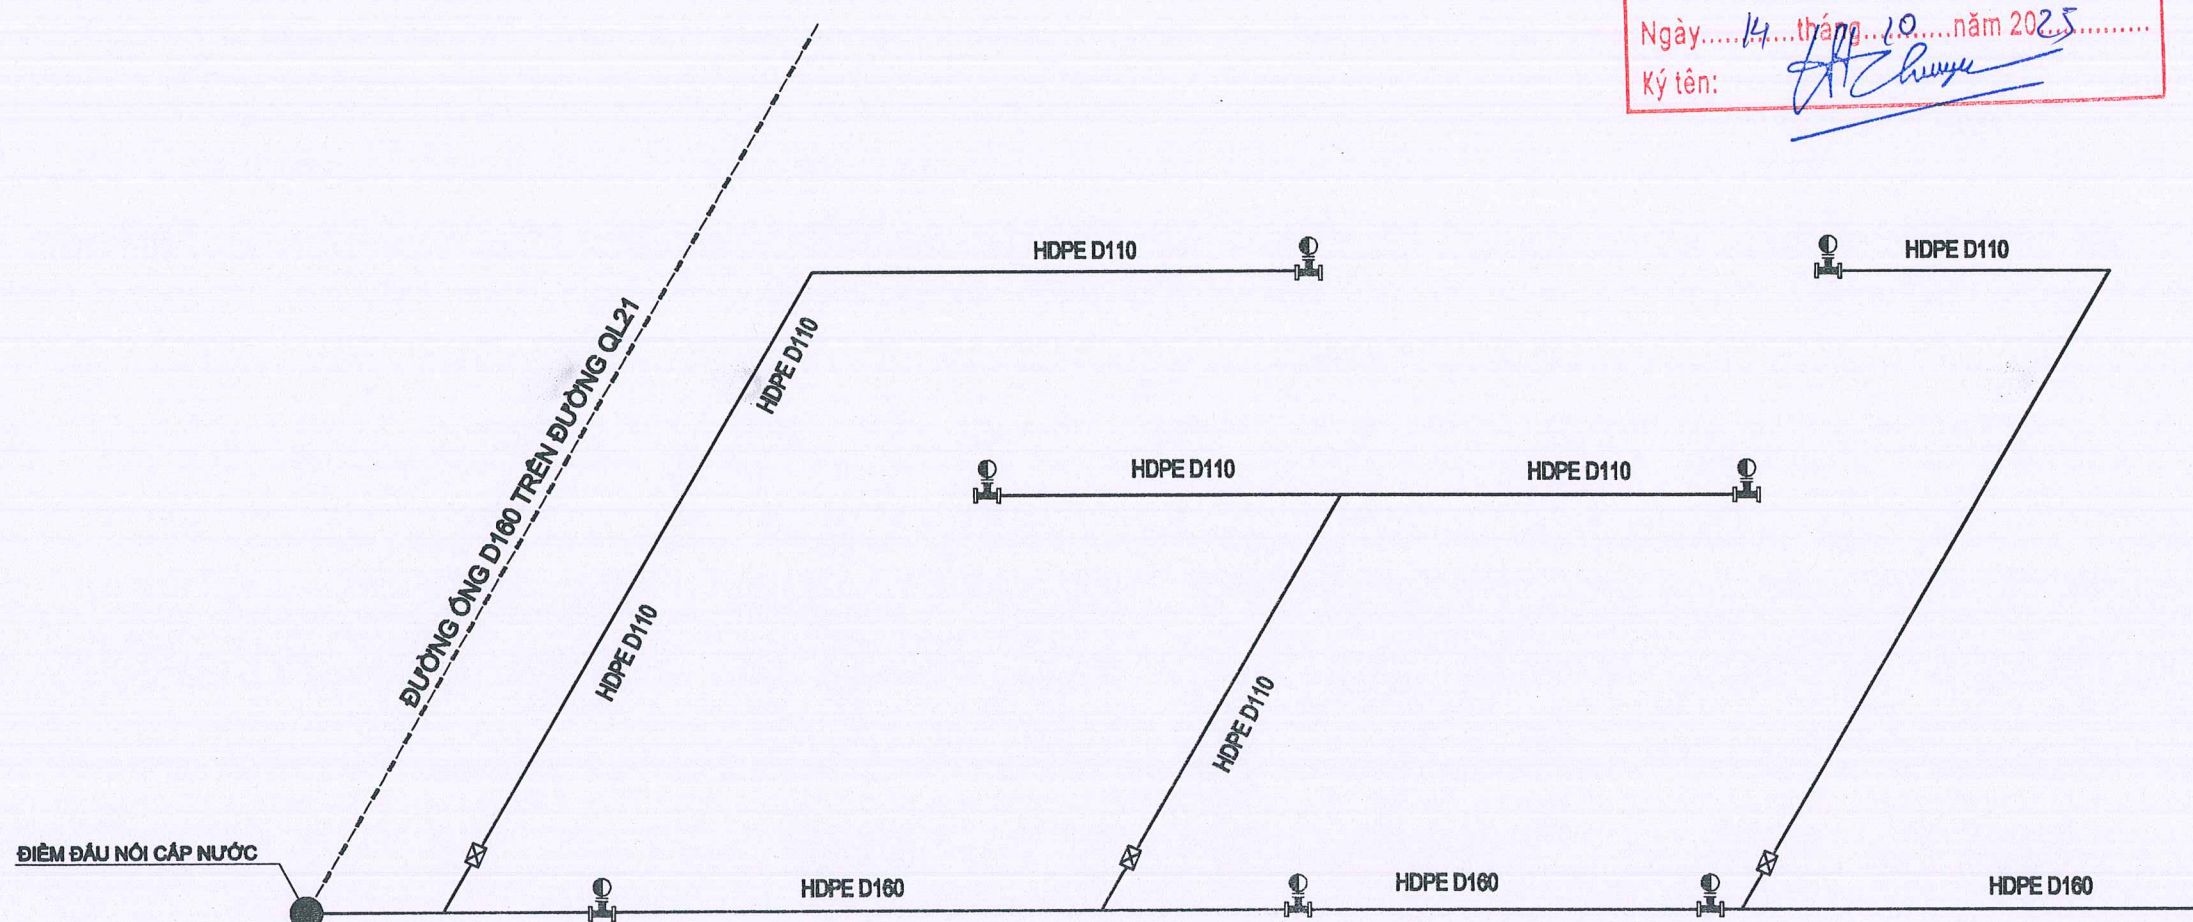 Ngày......14.....tháng....10.....năm 2025............
Ký tên:
HDPE D110
HDPE D110
ĐƯỜNG ỐNG D160 TRÊN ĐƯỜNG QL21
HDPE D110
HDPE D110
HDPE D110
HDPE D110
HDPE D110
ĐIỂM ĐẤU NỐI CẤP NƯỚC
HDPE D160
HDPE D160
HDPE D160